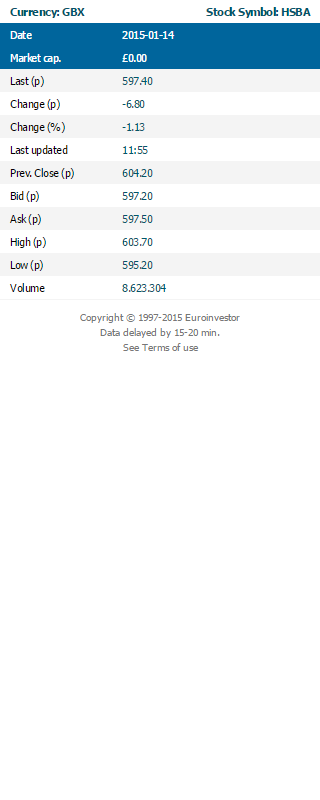 Currency: GBX Stock Symbol: HSBA
Date 2015-01-14
Market cap. £0.00
Last (p) 597.40
Change (p) -6.80
Change (%) -1.13
Last updated 11:55
Prev. Close (p) 604.20
Bid (p) 597.20
Ask (p) 597.50
High (p) 603.70
Low (p) 595.20
Volume 8.623.304
Copyright © 1997-2015 Euroinvestor
Data delayed by 15-20 min.
See Terms of use